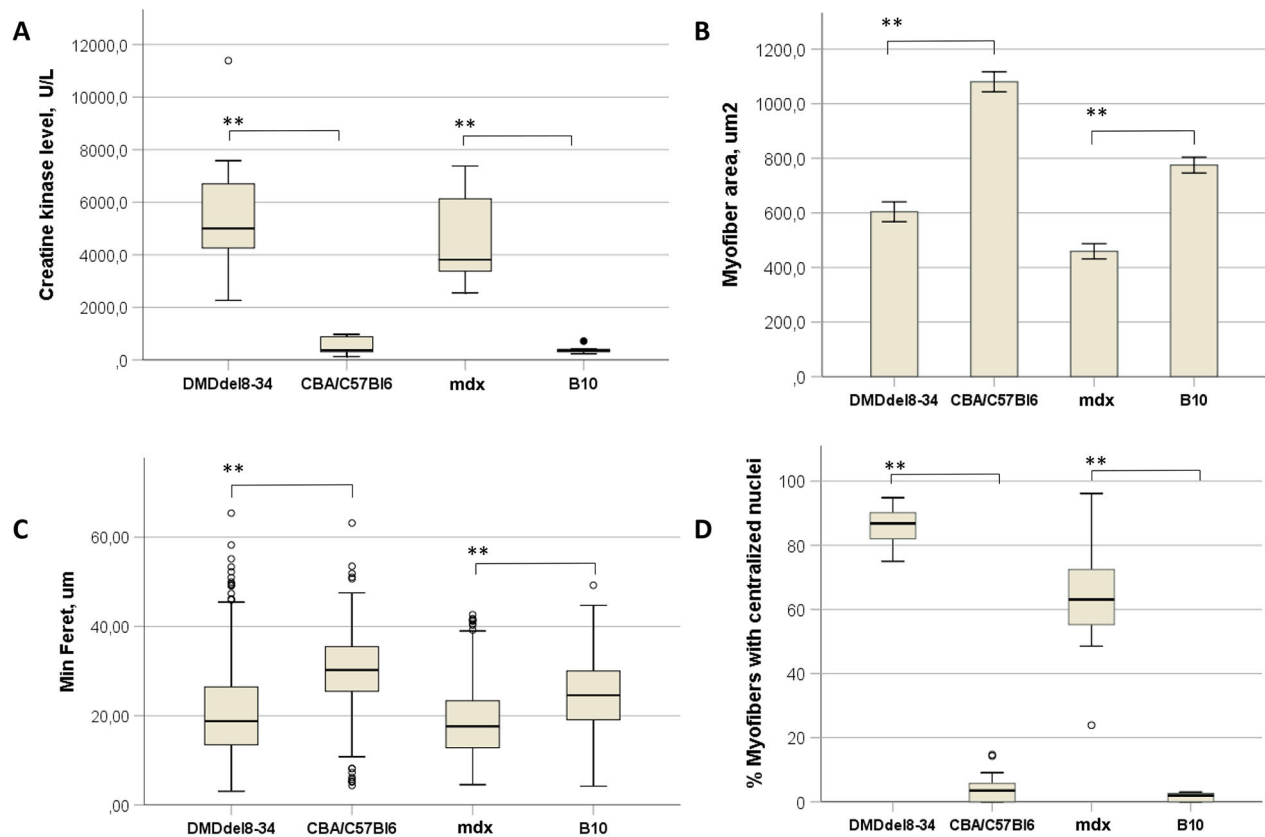 A
Creatine kinase level, U/L
12000,0
10000,0
8000,0
6000,0
4000,0
2000,0
,0
**
**
DMDdel8-34 CBA/C57Bl6 mdx B10
B
Myofiber area, um2
1200,0
1000,0
800,0
600,0
400,0
200,0
,0
**
**
DMDdel8-34 CBA/C57Bl6 mdx B10
C
Min Feret, um
60,00
40,00
20,00
,00
**
**
DMDdel8-34 CBA/C57Bl6 mdx B10
D
% Myofibers with centralized nuclei
100
80
60
40
20
0
**
**
DMDdel8-34 CBA/C57Bl6 mdx B10